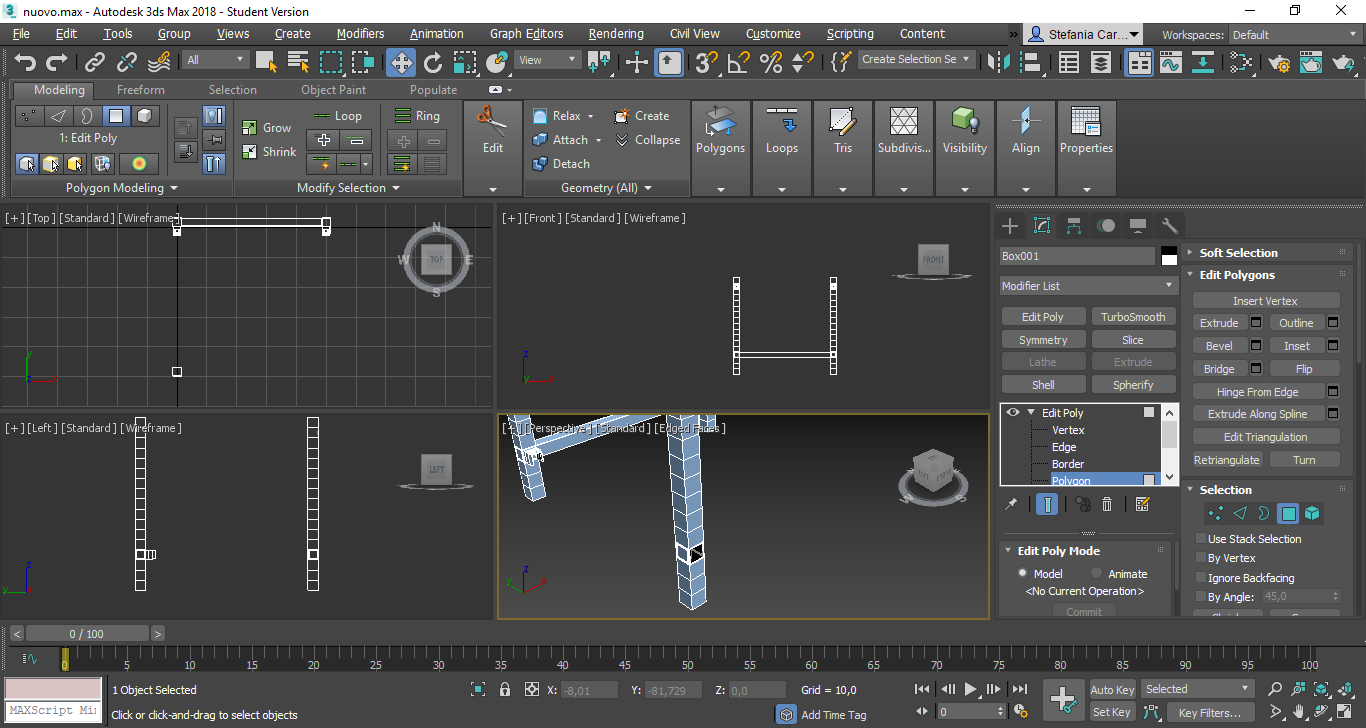 nuovo.max - Autodesk 3ds Max 2018 - Student Version
File Edit Tools Group Views Create Modifiers Animation Graph Editors Rendering Civil View Customize Scripting Content » Stefania Car... Workspaces: Default
All View Create Selection Se
Modeling Freeform Selection Object Paint Populate
1: Edit Poly
Grow
Shrink
Loop
Ring
Edit
Relax
Create
Attach
Collapse
Detach
Polygons Loops Tris Subdivis... Visibility Align Properties
Polygon Modeling Modify Selection Geometry (All)
[+] [Top] [Standard] [Wireframe]
N
W TOP E
S
[+] [Front] [Standard] [Wireframe]
FRONT
z
y x
y
z x
[+] [Left] [Standard] [Wireframe]
LEFT
z
y
[+] [Perspective] [Standard] [Edged Faces]
W S
z
y x
Box001
Modifier List
Edit Poly TurboSmooth
Symmetry Slice
Lathe Extrude
Shell Spherify
Edit Poly
Vertex
Edge
Border
Polygon
Edit Poly Mode
Model Animate
<No Current Operation>
Commit
Soft Selection
Edit Polygons
Insert Vertex
Extrude Outline
Bevel Inset
Bridge Flip
Hinge From Edge
Extrude Along Spline
Edit Triangulation
Retriangulate Turn
Selection
Use Stack Selection
By Vertex
Ignore Backfacing
By Angle: 45,0
< 0 / 100 >
0 5 10 15 20 25 30 35 40 45 50 55 60 65 70 75 80 85 90 95 100
MAXScript Mi
1 Object Selected
Click or click-and-drag to select objects
X: -8,01 Y: -81,729 Z: 0,0 Grid = 10,0
Add Time Tag
0
Auto Key Selected
Set Key Key Filters...